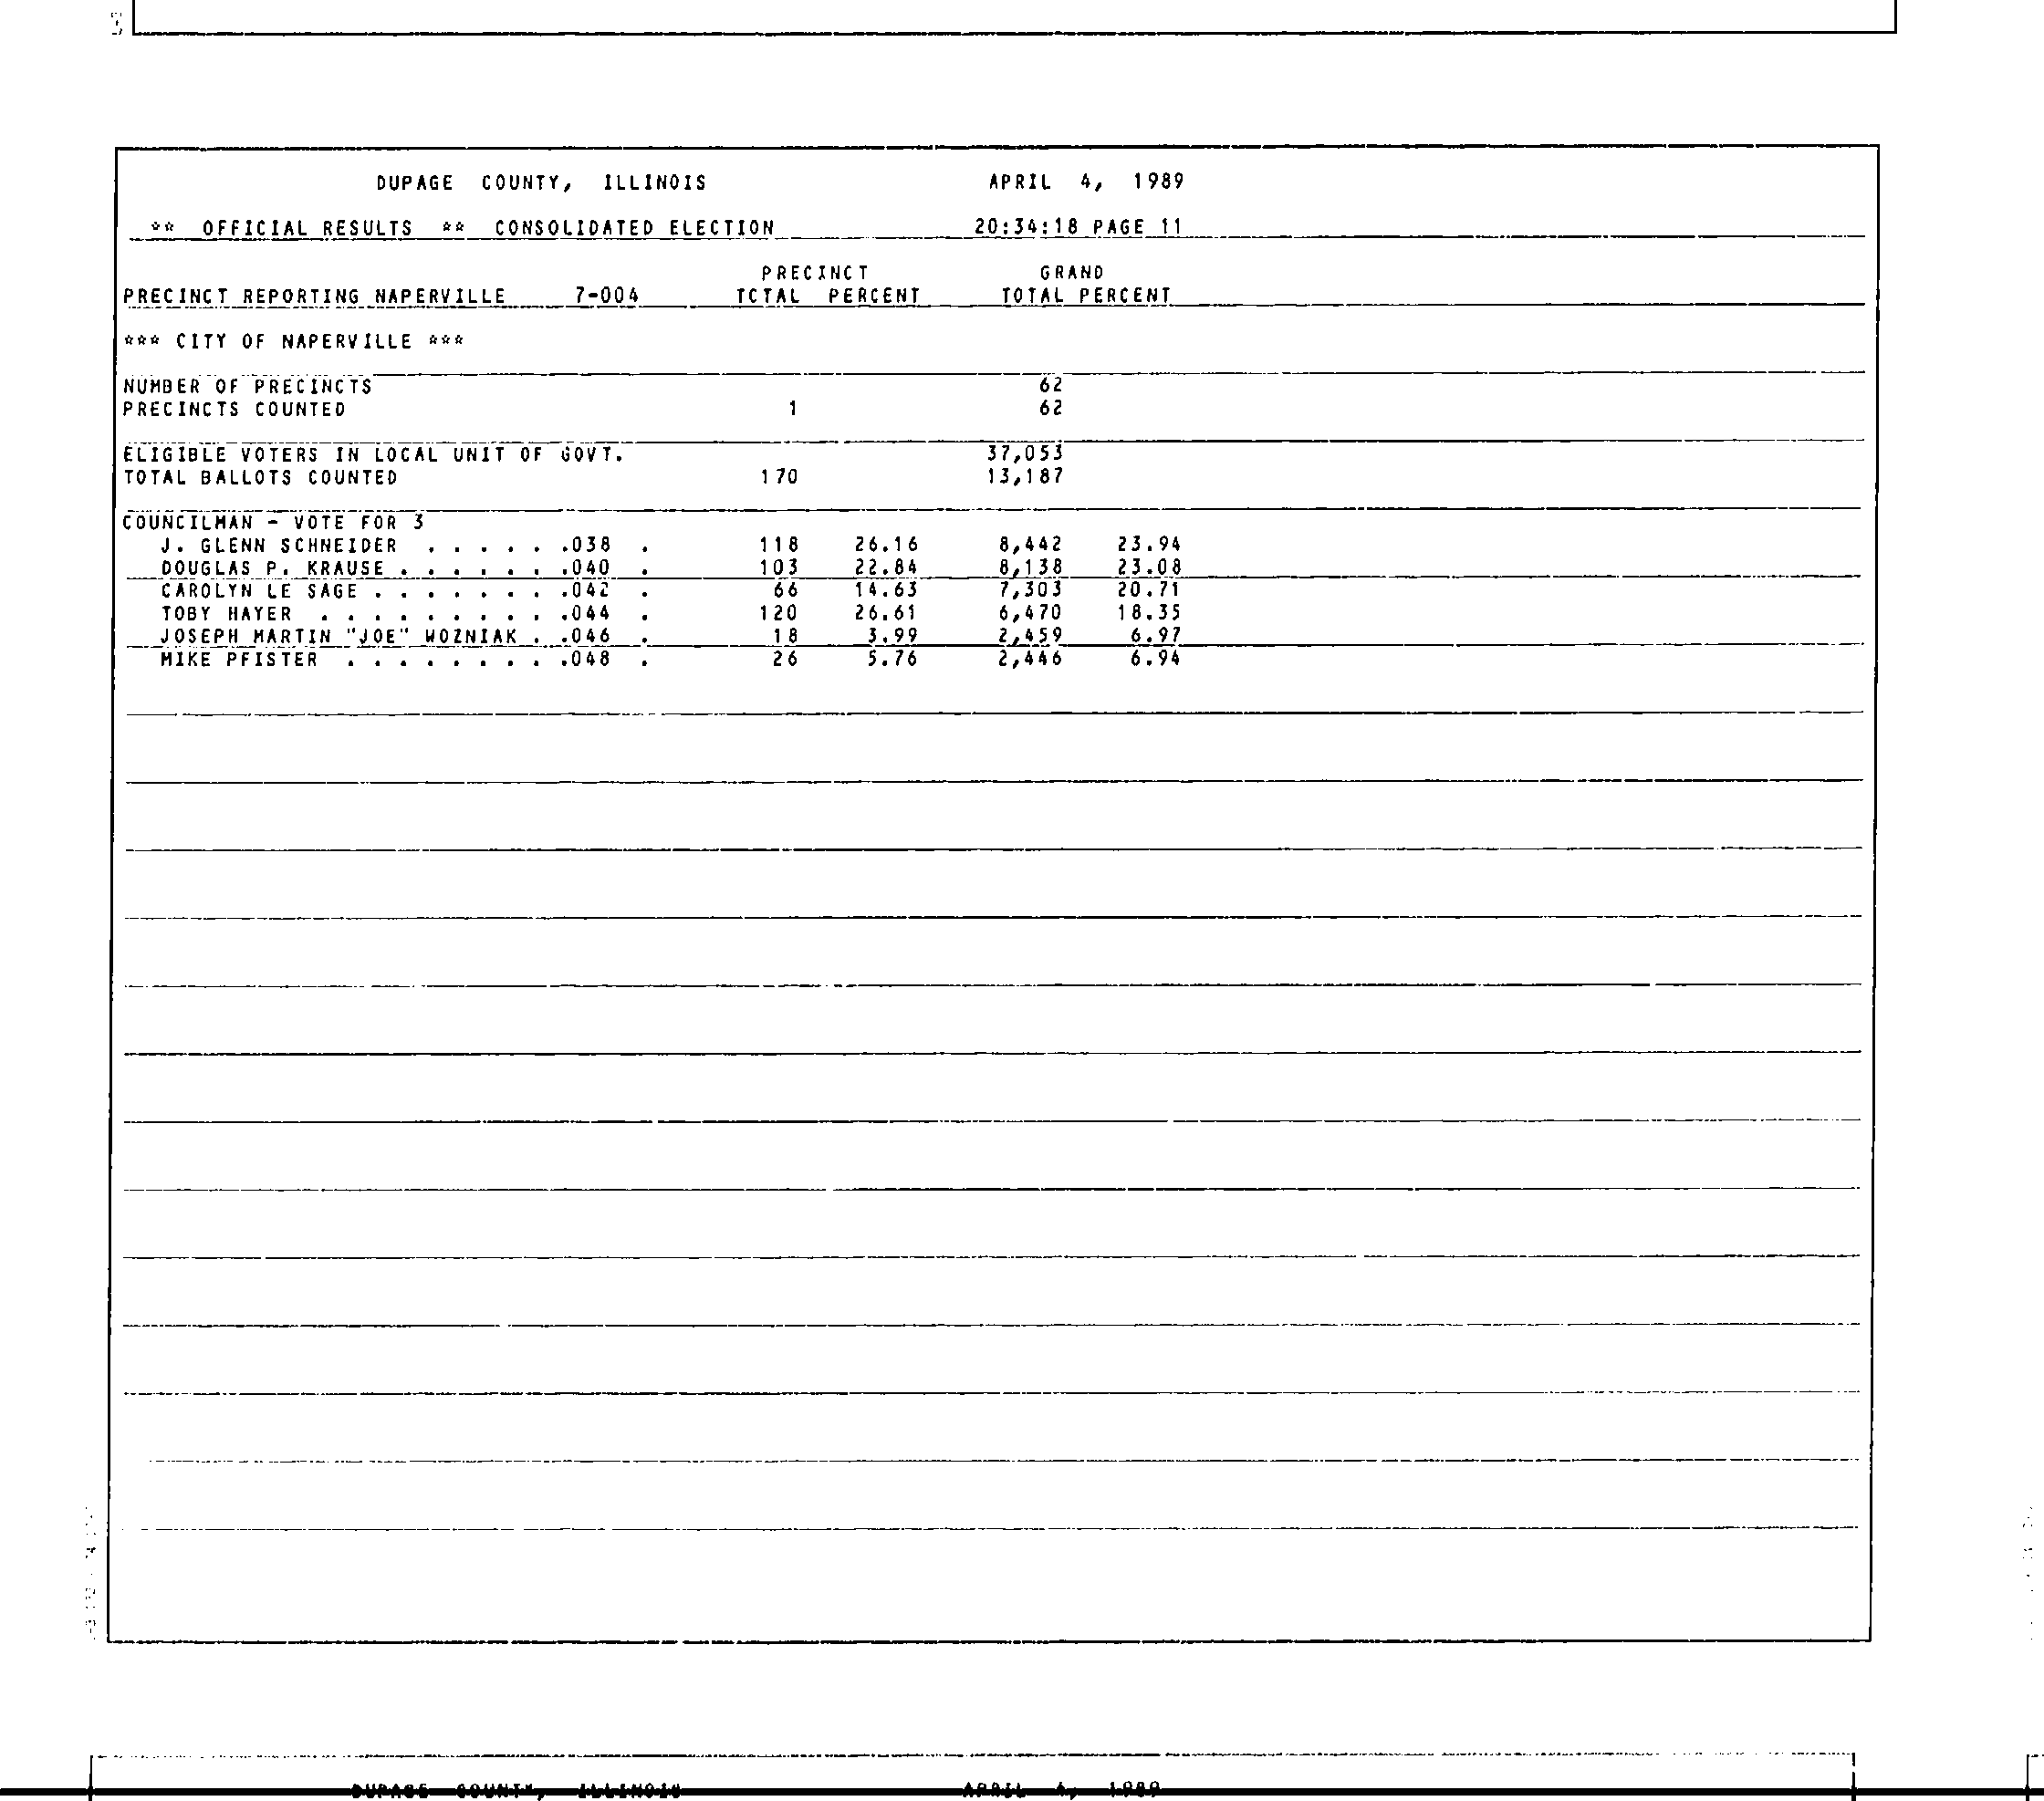 DUPAGE COUNTY, ILLINOIS APRIL 4, 1989
** OFFICIAL RESULTS ** CONSOLIDATED ELECTION 20:34:18 PAGE 11
PRECINCT GRAND
PRECINCT REPORTING NAPERVILLE 7-004 TCTAL PERCENT TOTAL PERCENT
*** CITY OF NAPERVILLE ***
NUMBER OF PRECINCTS 62
PRECINCTS COUNTED 1 62
ELIGIBLE VOTERS IN LOCAL UNIT OF GOVT. 37,053
TOTAL BALLOTS COUNTED 170 13,187
COUNCILMAN - VOTE FOR 3
J. GLENN SCHNEIDER . . . . . .038 . 118 26.16 8,442 23.94
DOUGLAS P. KRAUSE . . . . . . .040 . 103 22.84 8,138 23.08
CAROLYN LE SAGE . . . . . . . .042 . 66 14.63 7,303 20.71
TOBY HAYER . . . . . . . . . .044 . 120 26.61 6,470 18.35
JOSEPH MARTIN "JOE" WOZNIAK . .046 . 18 3.99 2,459 6.97
MIKE PFISTER . . . . . . . . .048 . 26 5.76 2,446 6.94
DUPAGE COUNTY, ILLINOIS APRIL 4, 1989